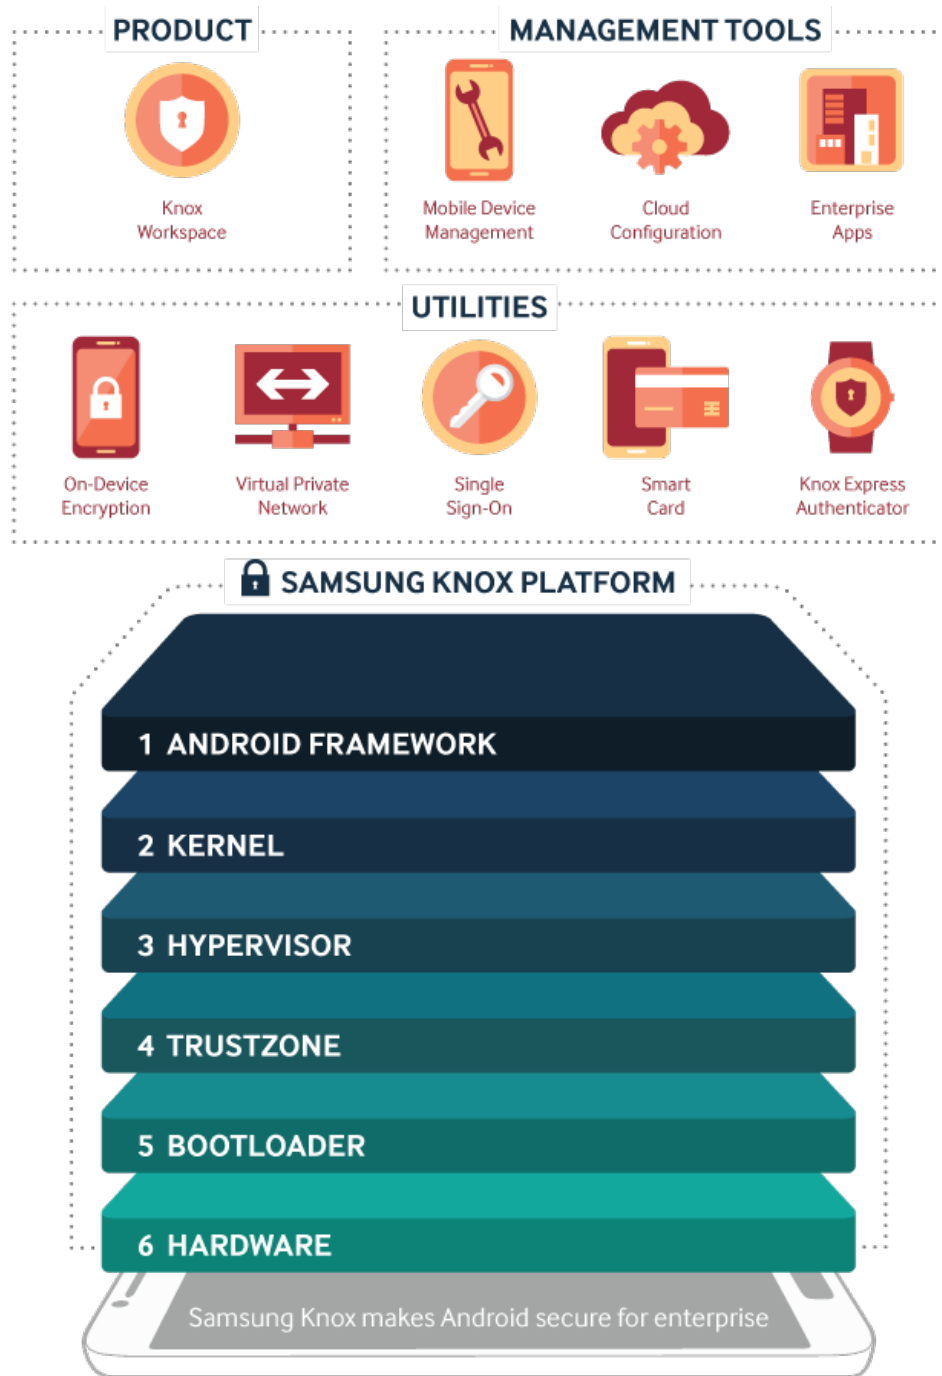 PRODUCT
Knox
Workspace
MANAGEMENT TOOLS
Mobile Device
Management
Cloud
Configuration
Enterprise
Apps
UTILITIES
On-Device
Encryption
Virtual Private
Network
Single
Sign-On
Smart
Card
Knox Express
Authenticator
SAMSUNG KNOX PLATFORM
1 ANDROID FRAMEWORK
2 KERNEL
3 HYPERVISOR
4 TRUSTZONE
5 BOOTLOADER
6 HARDWARE
Samsung Knox makes Android secure for enterprise